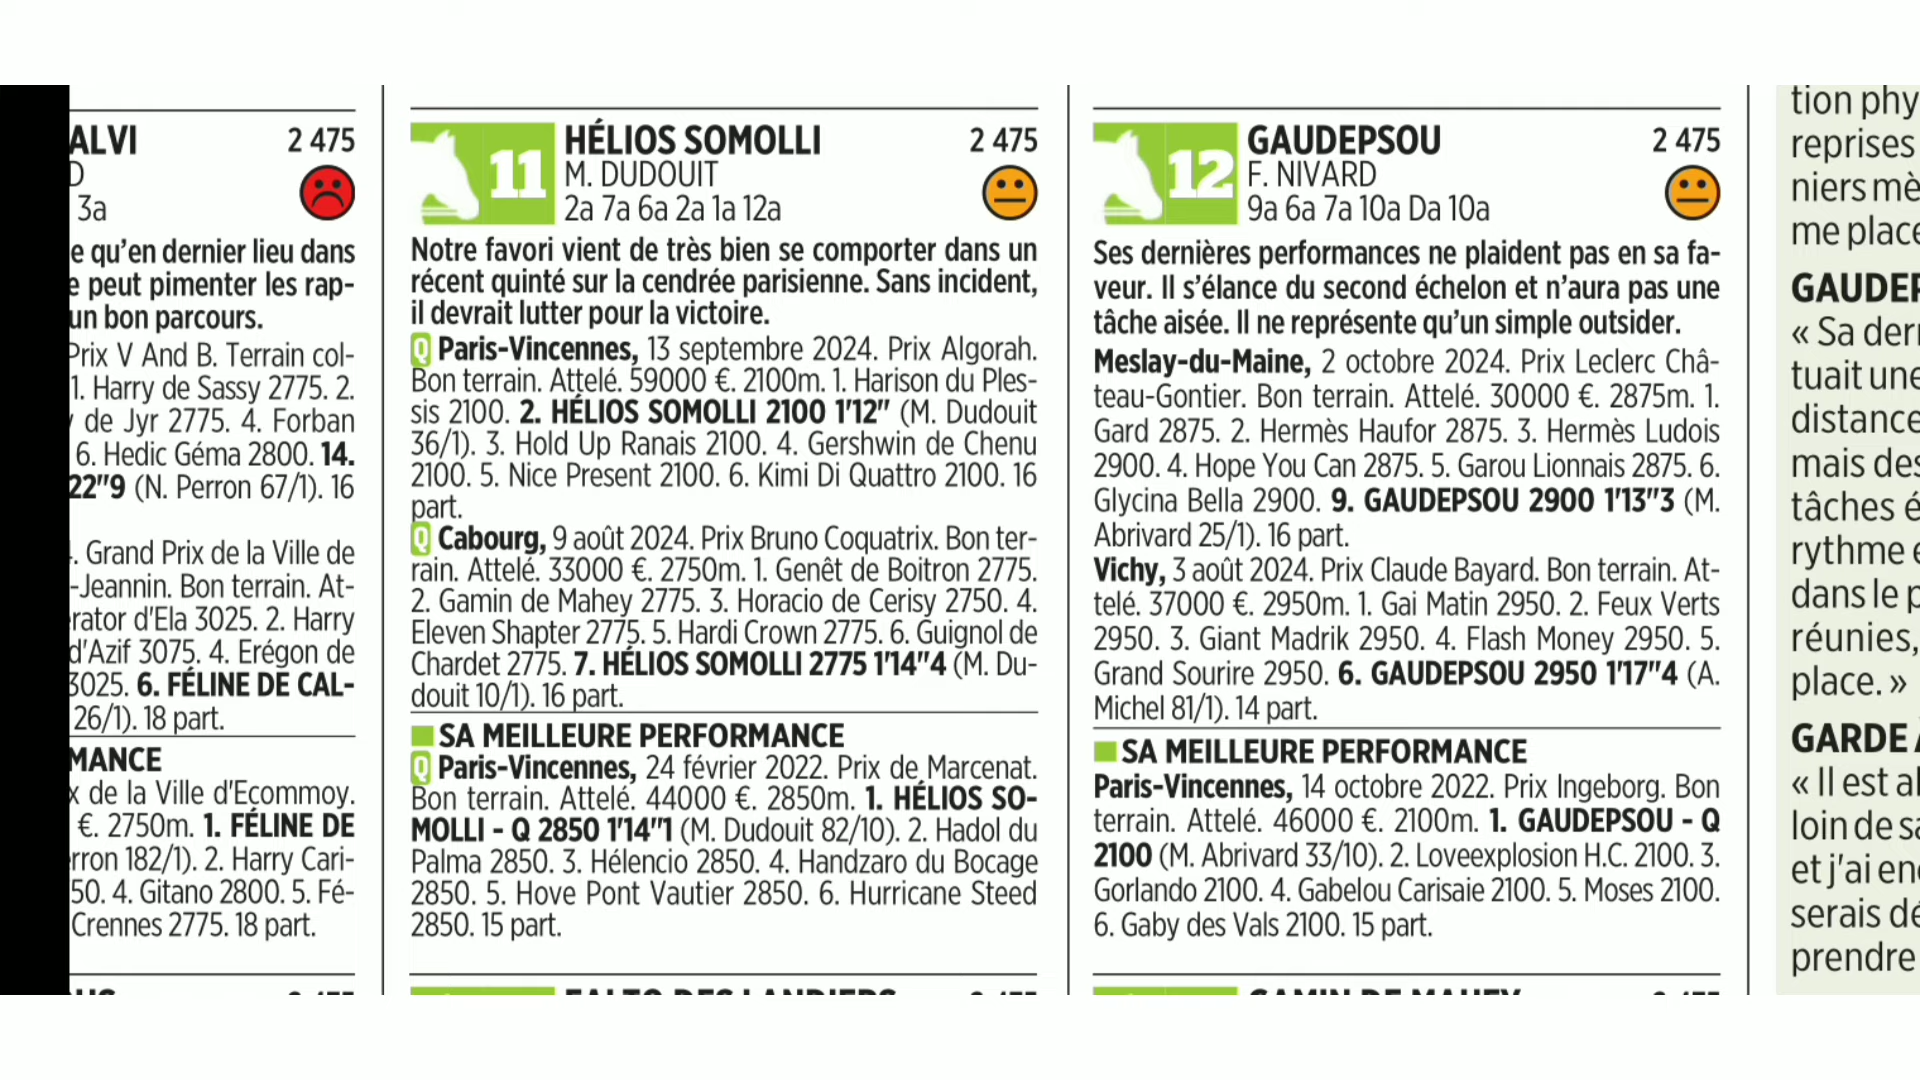 ALVI 2 475
D
3a
e qu'en dernier lieu dans
e peut pimenter les rap-
un bon parcours.
Prix V And B. Terrain col-
1. Harry de Sassy 2775. 2.
de Jyr 2775. 4. Forban
6. Hedic Géma 2800. 14.
22"9 (N. Perron 67/1). 16
. Grand Prix de la Ville de
-Jeannin. Bon terrain. At-
rator d'Ela 3025. 2. Harry
d'Azif 3075. 4. Erégon de
3025. 6. FÉLINE DE CAL-
26/1). 18 part.
MANCE
x de la Ville d'Ecommoy.
€. 2750m. 1. FÉLINE DE
rron 182/1). 2. Harry Cari-
50. 4. Gitano 2800. 5. Fé-
Crennes 2775. 18 part.
11 HÉLIOS SOMOLLI 2 475
M. DUDOUIT
2a 7a 6a 2a 1a 12a
Notre favori vient de très bien se comporter dans un
récent quinté sur la cendrée parisienne. Sans incident,
il devrait lutter pour la victoire.
Q Paris-Vincennes, 13 septembre 2024. Prix Algorah.
Bon terrain. Attelé. 59000 €. 2100m. 1. Harison du Ples-
sis 2100. 2. HÉLIOS SOMOLLI 2100 1'12" (M. Dudouit
36/1). 3. Hold Up Ranais 2100. 4. Gershwin de Chenu
2100. 5. Nice Present 2100. 6. Kimi Di Quattro 2100. 16
part.
Q Cabourg, 9 août 2024. Prix Bruno Coquatrix. Bon ter-
rain. Attelé. 33000 €. 2750m. 1. Genêt de Boitron 2775.
2. Gamin de Mahey 2775. 3. Horacio de Cerisy 2750. 4.
Eleven Shapter 2775. 5. Hardi Crown 2775. 6. Guignol de
Chardet 2775. 7. HÉLIOS SOMOLLI 2775 1'14"4 (M. Du-
douit 10/1). 16 part.
SA MEILLEURE PERFORMANCE
Q Paris-Vincennes, 24 février 2022. Prix de Marcenat.
Bon terrain. Attelé. 44000 €. 2850m. 1. HÉLIOS SO-
MOLLI - Q 2850 1'14"1 (M. Dudouit 82/10). 2. Hadol du
Palma 2850. 3. Hélencio 2850. 4. Handzaro du Bocage
2850. 5. Hove Pont Vautier 2850. 6. Hurricane Steed
2850. 15 part.
FALTO DES LANDIERS 2 475
12 GAUDEPSOU 2 475
F. NIVARD
9a 6a 7a 10a Da 10a
Ses dernières performances ne plaident pas en sa fa-
veur. Il s'élance du second échelon et n'aura pas une
tâche aisée. Il ne représente qu'un simple outsider.
Meslay-du-Maine, 2 octobre 2024. Prix Leclerc Châ-
teau-Gontier. Bon terrain. Attelé. 30000 €. 2875m. 1.
Gard 2875. 2. Hermès Haufor 2875. 3. Hermès Ludois
2900. 4. Hope You Can 2875. 5. Garou Lionnais 2875. 6.
Glycina Bella 2900. 9. GAUDEPSOU 2900 1'13"3 (M.
Abrivard 25/1). 16 part.
Vichy, 3 août 2024. Prix Claude Bayard. Bon terrain. At-
telé. 37000 €. 2950m. 1. Gai Matin 2950. 2. Feux Verts
2950. 3. Giant Madrik 2950. 4. Flash Money 2950. 5.
Grand Sourire 2950. 6. GAUDEPSOU 2950 1'17"4 (A.
Michel 81/1). 14 part.
SA MEILLEURE PERFORMANCE
Paris-Vincennes, 14 octobre 2022. Prix Ingeborg. Bon
terrain. Attelé. 46000 €. 2100m. 1. GAUDEPSOU - Q
2100 (M. Abrivard 33/10). 2. Loveexplosion H.C. 2100. 3.
Gorlando 2100. 4. Gabelou Carisaie 2100. 5. Moses 2100.
6. Gaby des Vals 2100. 15 part.
GAMIN DE MAHEY 2 475
tion phy
reprises
niers mè
me place
GAUDEP
« Sa dern
tuait une
distance
mais des
tâches é
rythme e
dans le p
réunies,
place. »
GARDE
« Il est al
loin de sa
et j'ai en
serais dé
prendre